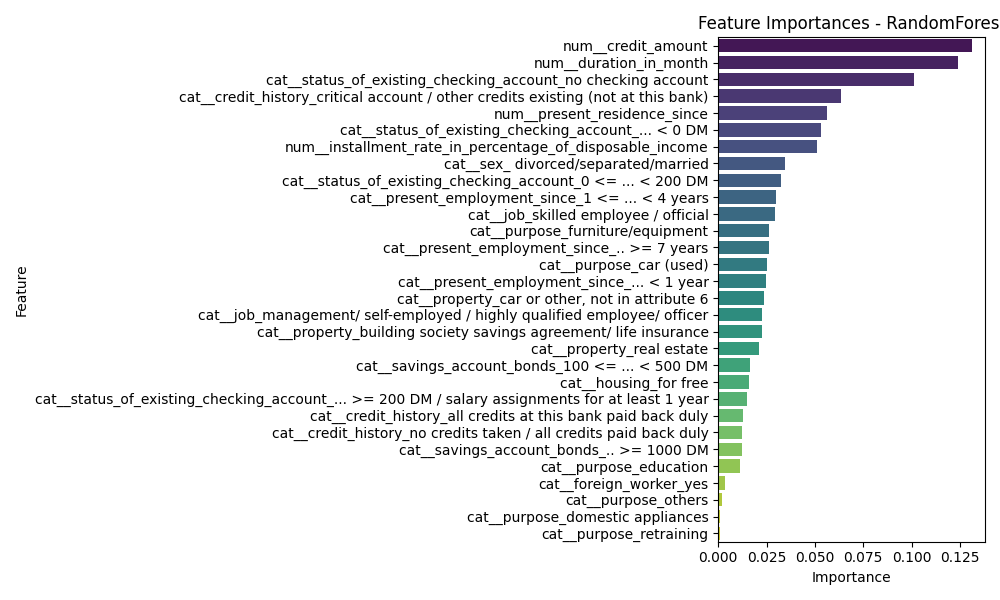 Feature Importances - RandomFores
num__credit_amount
num__duration_in_month
cat__status_of_existing_checking_account_no checking account
cat__credit_history_critical account / other credits existing (not at this bank)
num__present_residence_since
cat__status_of_existing_checking_account_... < 0 DM
num__installment_rate_in_percentage_of_disposable_income
cat__sex_ divorced/separated/married
cat__status_of_existing_checking_account_0 <= ... < 200 DM
cat__present_employment_since_1 <= ... < 4 years
cat__job_skilled employee / official
cat__purpose_furniture/equipment
cat__present_employment_since_.. >= 7 years
cat__purpose_car (used)
cat__present_employment_since_... < 1 year
cat__property_car or other, not in attribute 6
cat__job_management/ self-employed / highly qualified employee/ officer
cat__property_building society savings agreement/ life insurance
cat__property_real estate
cat__savings_account_bonds_100 <= ... < 500 DM
cat__housing_for free
cat__status_of_existing_checking_account_... >= 200 DM / salary assignments for at least 1 year
cat__credit_history_all credits at this bank paid back duly
cat__credit_history_no credits taken / all credits paid back duly
cat__savings_account_bonds_.. >= 1000 DM
cat__purpose_education
cat__foreign_worker_yes
cat__purpose_others
cat__purpose_domestic appliances
cat__purpose_retraining
Feature
0.000 0.025 0.050 0.075 0.100 0.125
Importance